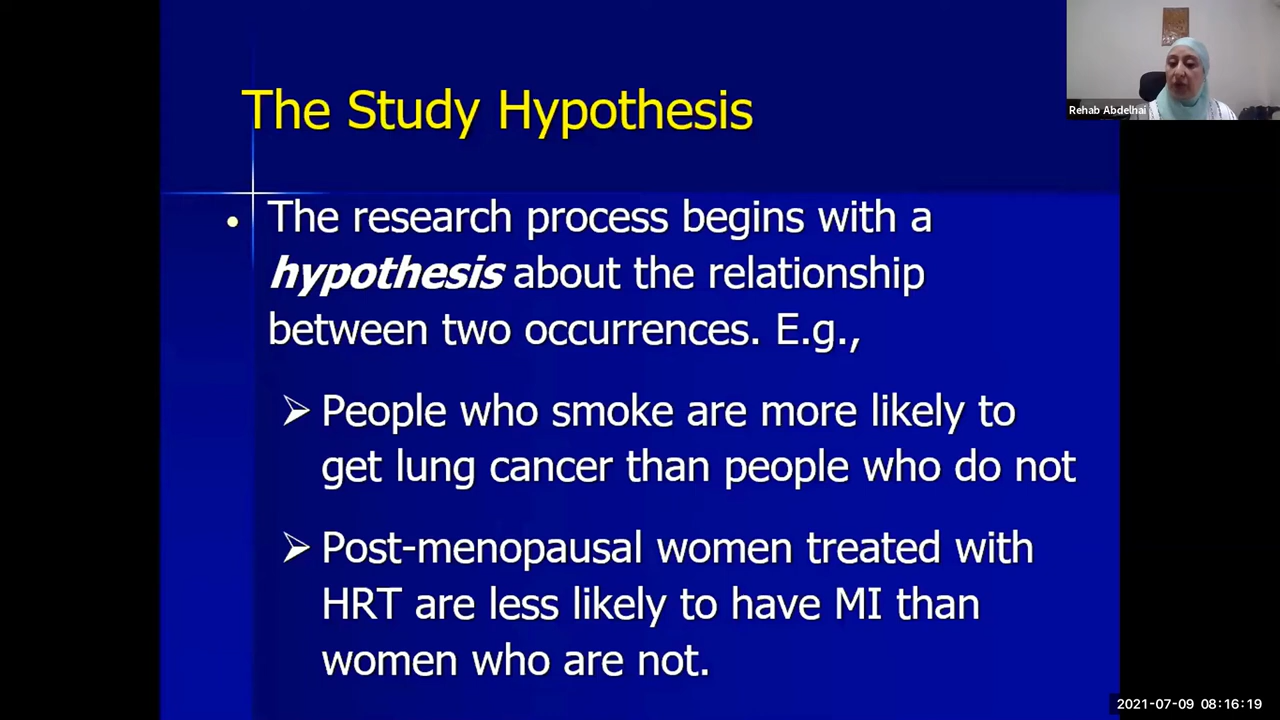 The Study Hypothesis
Rehab Abdelhai
• The research process begins with a
hypothesis about the relationship
between two occurrences. E.g.,
➢ People who smoke are more likely to
get lung cancer than people who do not
➢ Post-menopausal women treated with
HRT are less likely to have MI than
women who are not.
2021-07-09 08:16:19